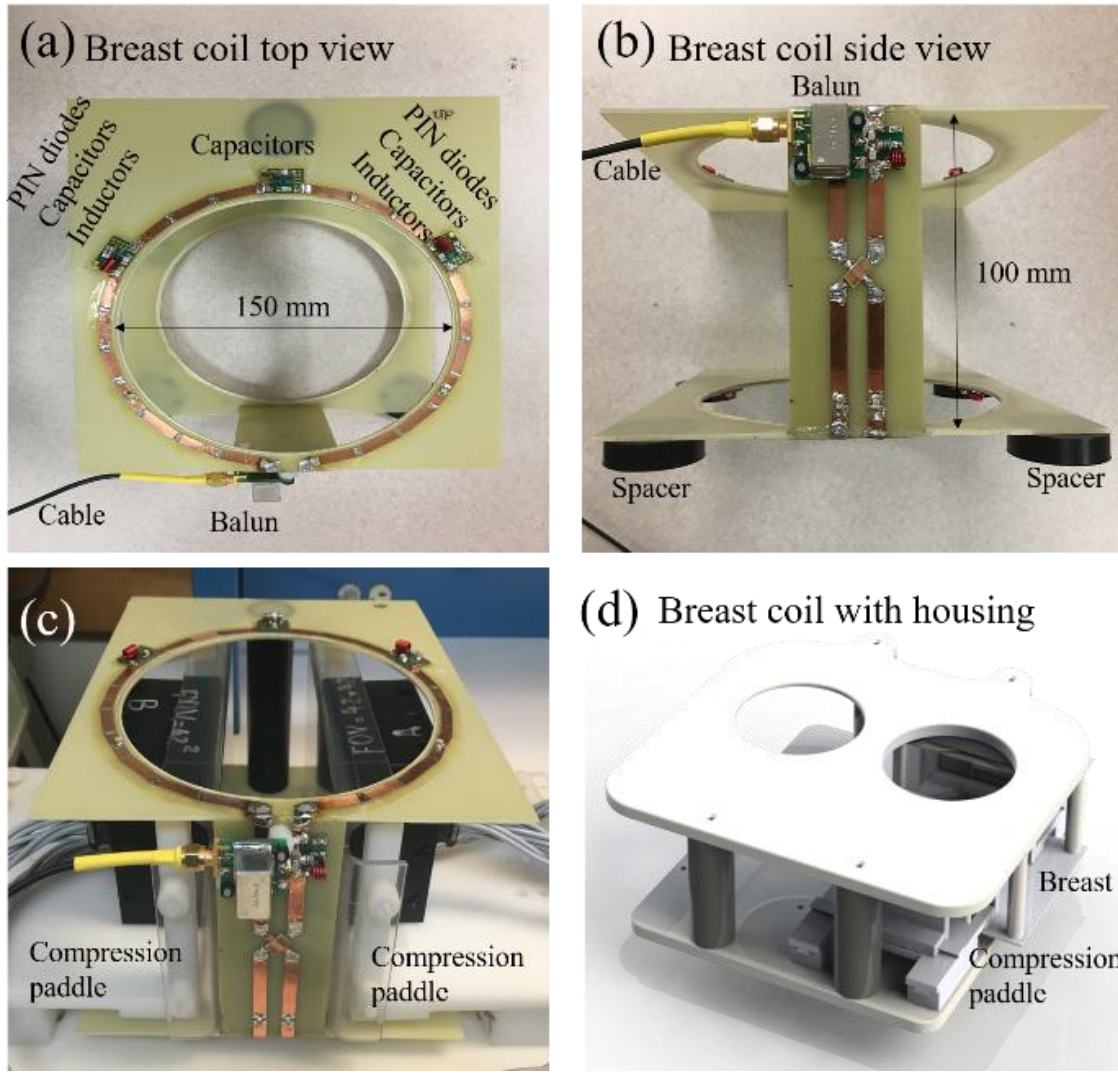 (a) Breast coil top view
PIN diodes
Capacitors
Inductors
Capacitors
PIN diodes
Capacitors
Inductors
150 mm
Cable
Balun
(b) Breast coil side view
Balun
Cable
100 mm
Spacer
Spacer
(c)
B
FOV=42
A
Compression
paddle
Compression
paddle
(d) Breast coil with housing
Breast
Compression
paddle